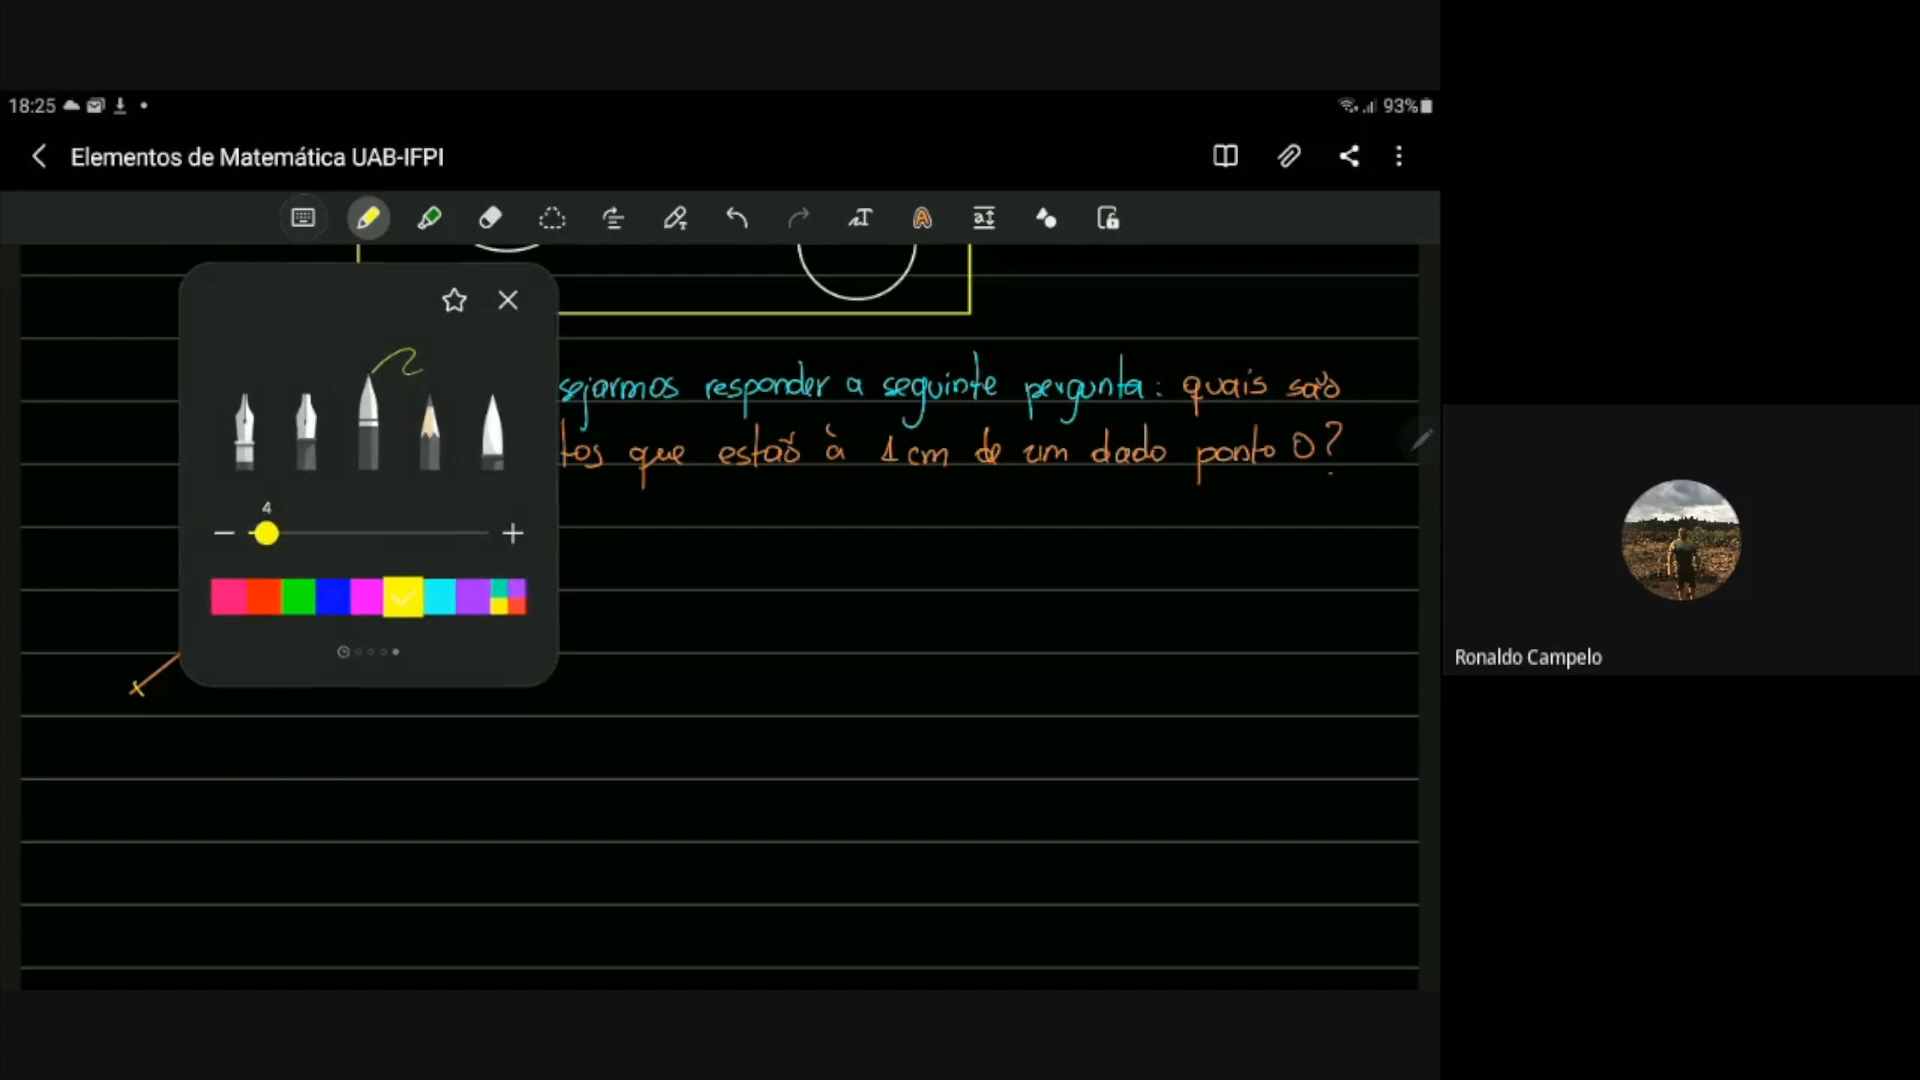 18:25
93%
Elementos de Matemática UAB-IFPI
sejarmos responder a seguinte pergunta: quais são
tos que estão à 1 cm de um dado ponto O?
4
Ronaldo Campelo